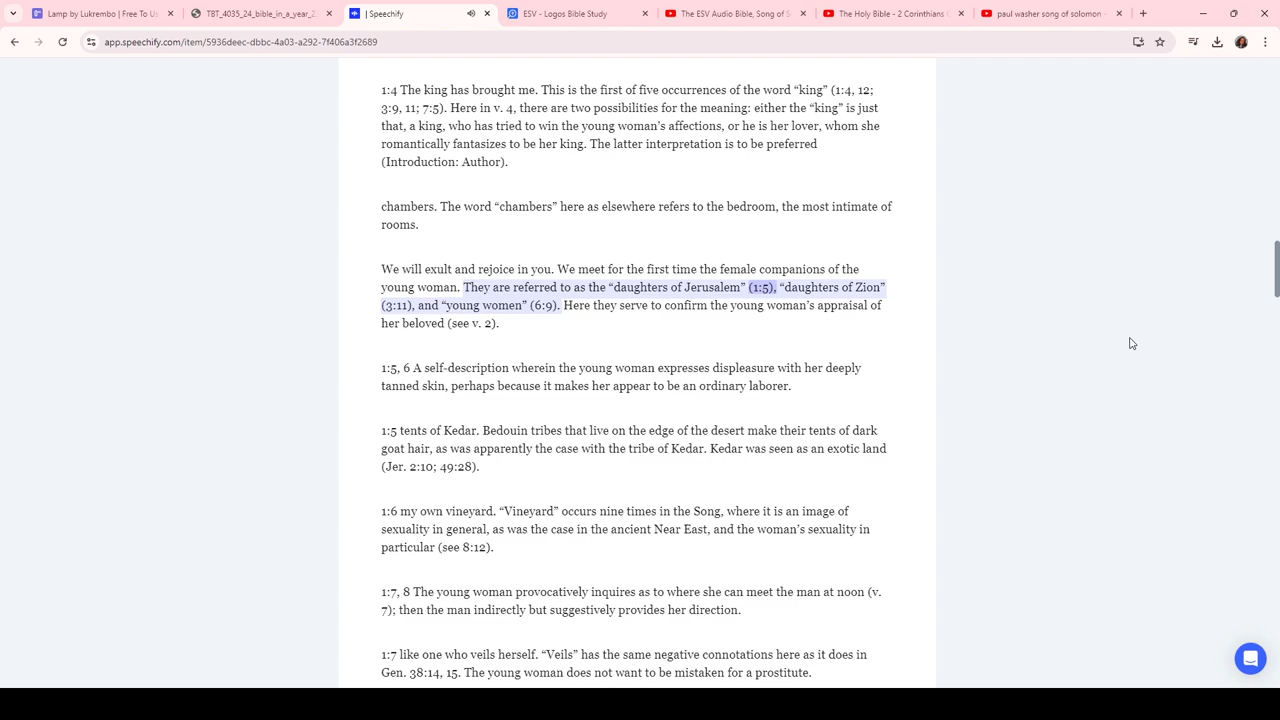 Lamp by Lukrembo | Free To Us
TBT_4035_24_bible_in_a_year_2
| Speechify
ESV - Logos Bible Study
The ESV Audio Bible, Song of S
The Holy Bible - 2 Corinthians C
paul washer song of solomon -
app.speechify.com/item/5936deec-dbbc-4a03-a292-7f406a3f2689
1:4 The king has brought me. This is the first of five occurrences of the word “king” (1:4, 12;
3:9, 11; 7:5). Here in v. 4, there are two possibilities for the meaning: either the “king” is just
that, a king, who has tried to win the young woman’s affections, or he is her lover, whom she
romantically fantasizes to be her king. The latter interpretation is to be preferred
(Introduction: Author).
chambers. The word “chambers” here as elsewhere refers to the bedroom, the most intimate of
rooms.
We will exult and rejoice in you. We meet for the first time the female companions of the
young woman. They are referred to as the “daughters of Jerusalem” (1:5), “daughters of Zion”
(3:11), and “young women” (6:9). Here they serve to confirm the young woman’s appraisal of
her beloved (see v. 2).
1:5, 6 A self-description wherein the young woman expresses displeasure with her deeply
tanned skin, perhaps because it makes her appear to be an ordinary laborer.
1:5 tents of Kedar. Bedouin tribes that live on the edge of the desert make their tents of dark
goat hair, as was apparently the case with the tribe of Kedar. Kedar was seen as an exotic land
(Jer. 2:10; 49:28).
1:6 my own vineyard. “Vineyard” occurs nine times in the Song, where it is an image of
sexuality in general, as was the case in the ancient Near East, and the woman’s sexuality in
particular (see 8:12).
1:7, 8 The young woman provocatively inquires as to where she can meet the man at noon (v.
7); then the man indirectly but suggestively provides her direction.
1:7 like one who veils herself. “Veils” has the same negative connotations here as it does in
Gen. 38:14, 15. The young woman does not want to be mistaken for a prostitute.